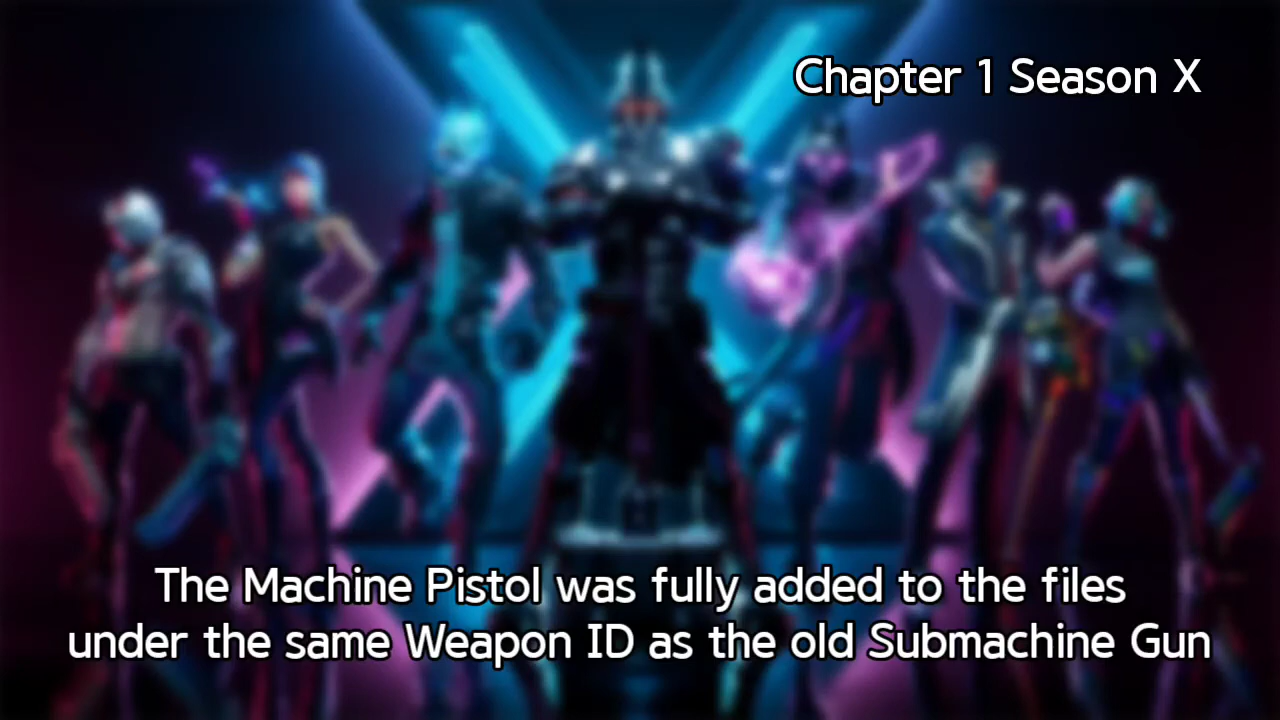 Chapter 1 Season X
The Machine Pistol was fully added to the files
under the same Weapon ID as the old Submachine Gun